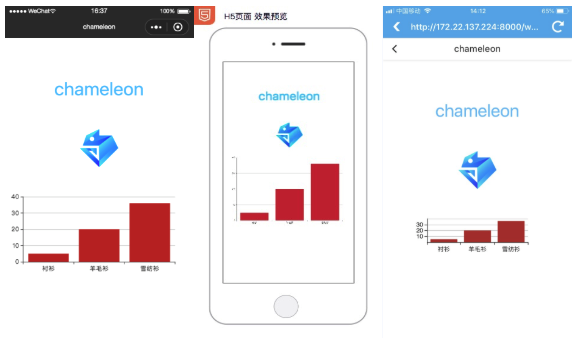 ●●●●● WeChat 16:37 100%
chameleon
chameleon
40
30
20
10
0
衬衫 羊毛衫 雪纺衫
H5页面 效果预览
chameleon
中国移动 14:12 65%
http://172.22.137.224:8000/w...
chameleon
chameleon
30
20
10
衬衫 羊毛衫 雪纺衫